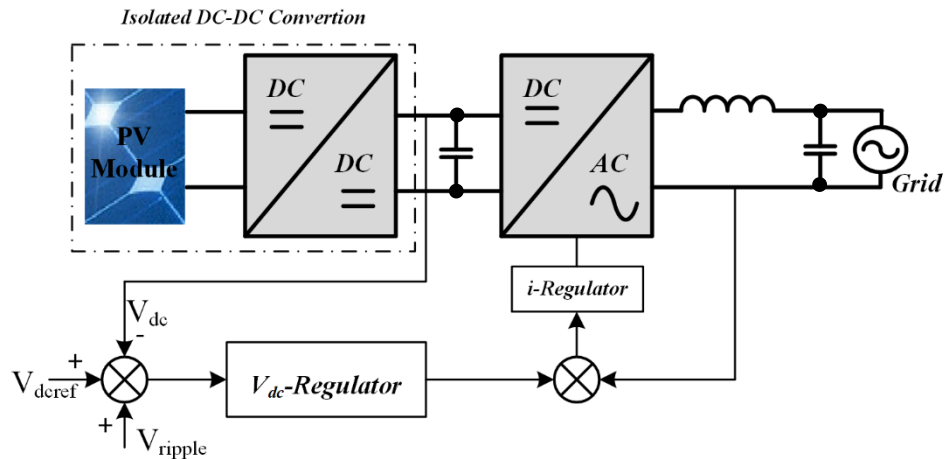 Isolated DC-DC Convertion
PV
Module
DC
DC
DC
AC
Grid
i-Regulator
Vdc
-
+
Vdcref
+
Vripple
Vdc-Regulator